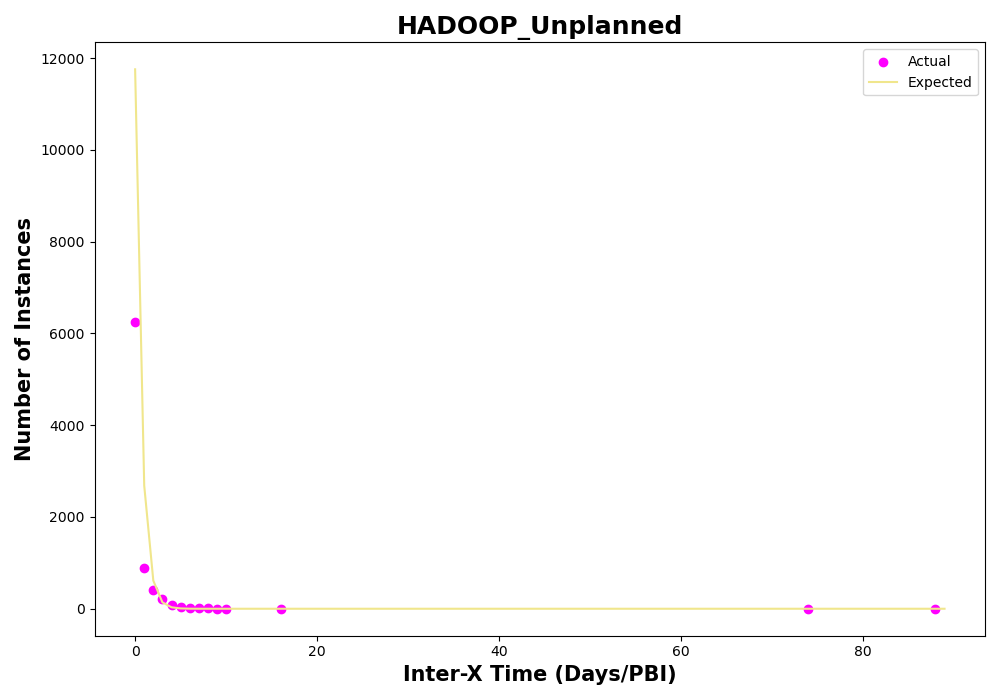 HADOOP_Unplanned
Actual
Expected
12000
10000
8000
6000
4000
2000
0
Number of Instances
0 20 40 60 80
Inter-X Time (Days/PBI)